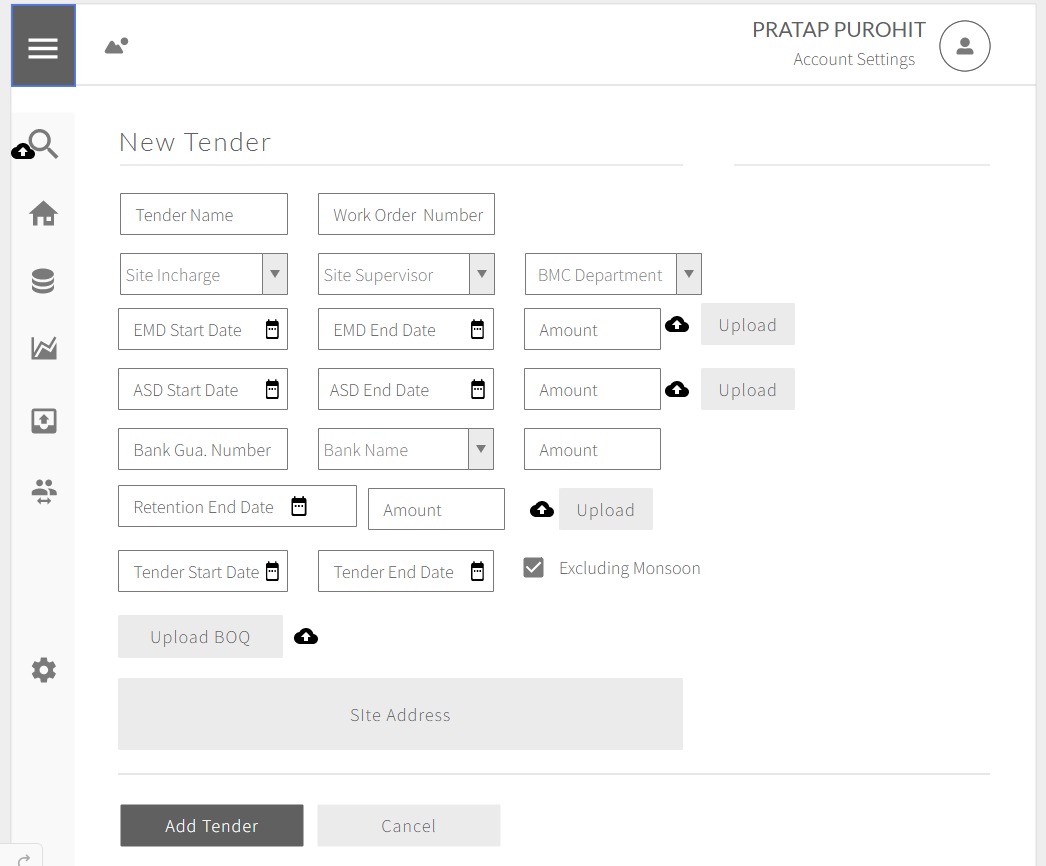 PRATAP PUROHIT
Account Settings
New Tender
Tender Name
Work Order  Number
Site Incharge
Site Supervisor
BMC Department
EMD Start Date
EMD End Date
Amount
Upload
ASD Start Date
ASD End Date
Amount
Upload
Bank Gua. Number
Bank Name
Amount
Retention End Date
Amount
Upload
Tender Start Date
Tender End Date
Excluding Monsoon
Upload BOQ
SIte Address
Add Tender
Cancel